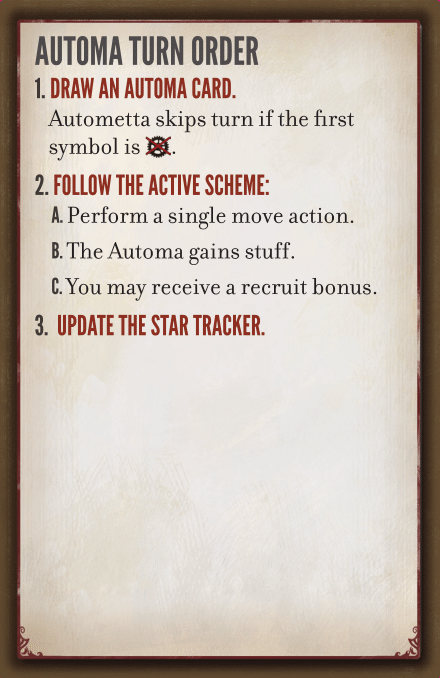 AUTOMA TURN ORDER
1. DRAW AN AUTOMA CARD.
Autometta skips turn if the first
symbol is .
2. FOLLOW THE ACTIVE SCHEME:
A. Perform a single move action.
B. The Automa gains stuff.
C. You may receive a recruit bonus.
3. UPDATE THE STAR TRACKER.